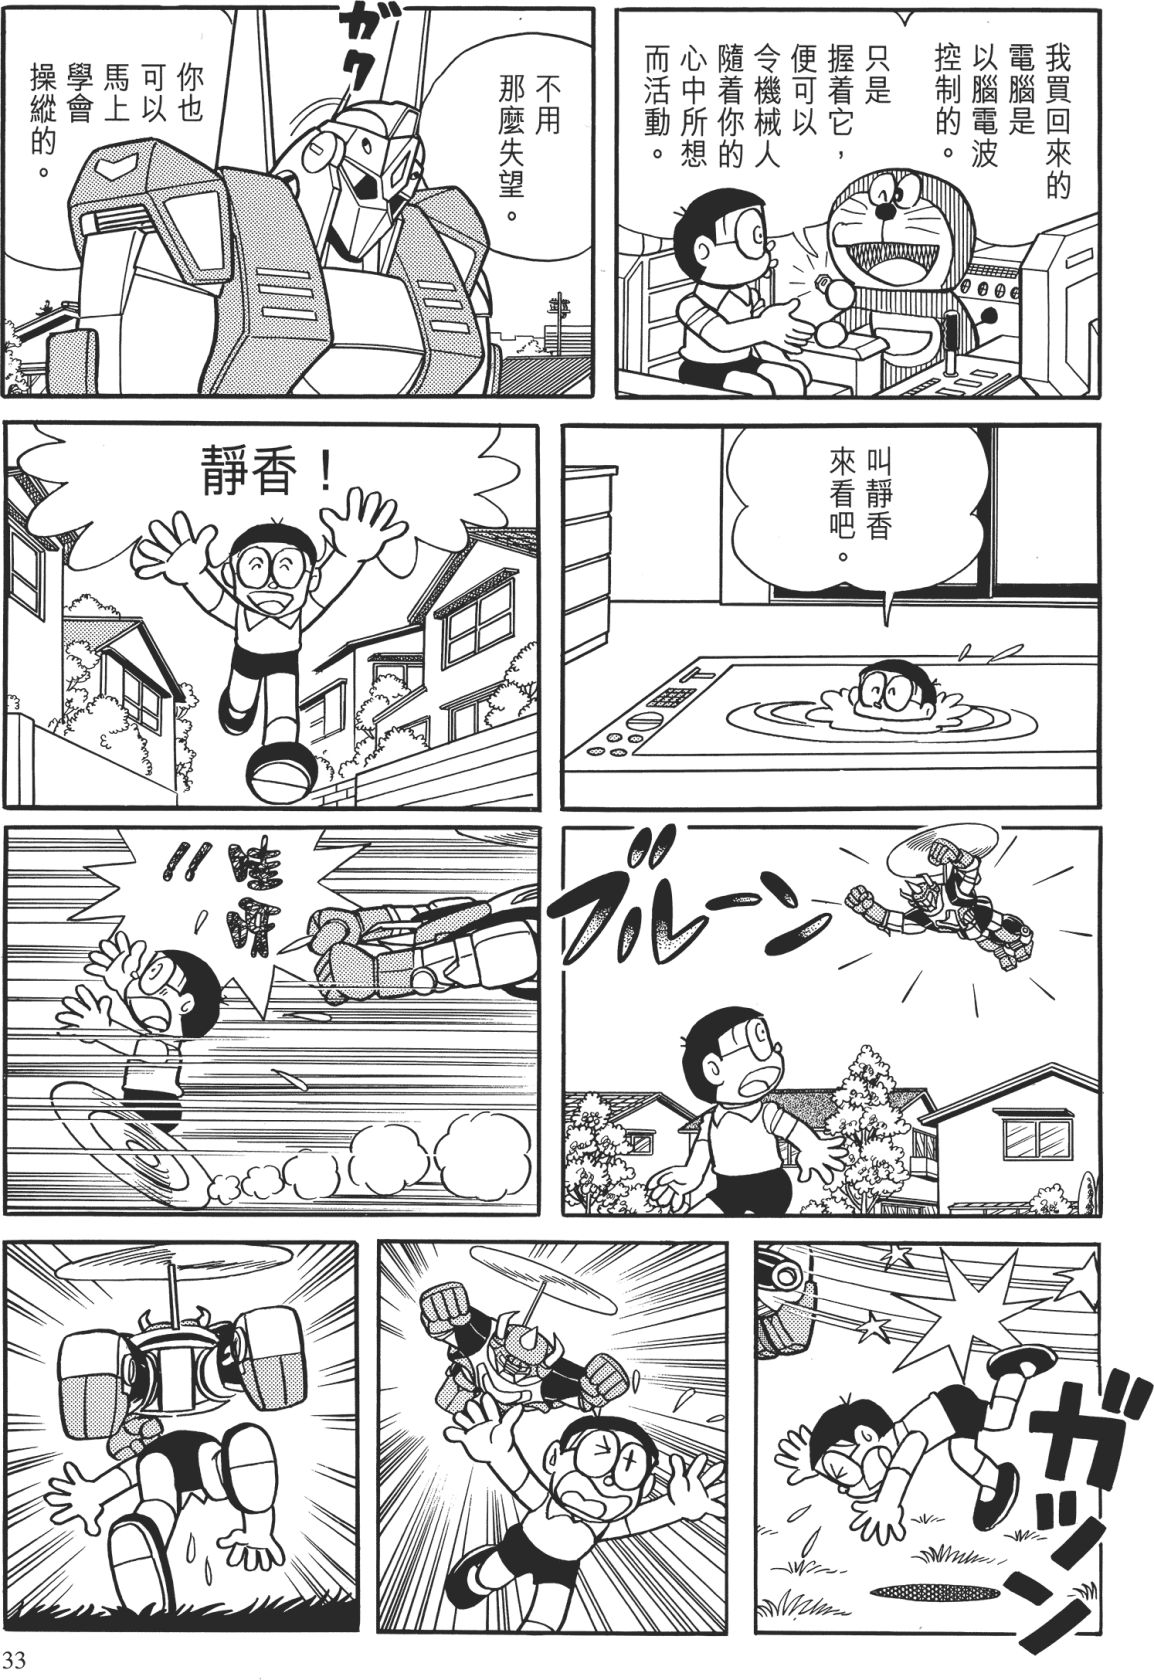 我買回來的
電腦是
以腦電波
控制的。
只是
握着它，
便可以
令機械人
隨着你的
心中所想
而活動。
ガク
不用
那麼失望。
你也
可以
馬上
學會
操縱的。
叫靜香
來看吧。
靜香！
ブルーン
哇呀!!
ガツン
33